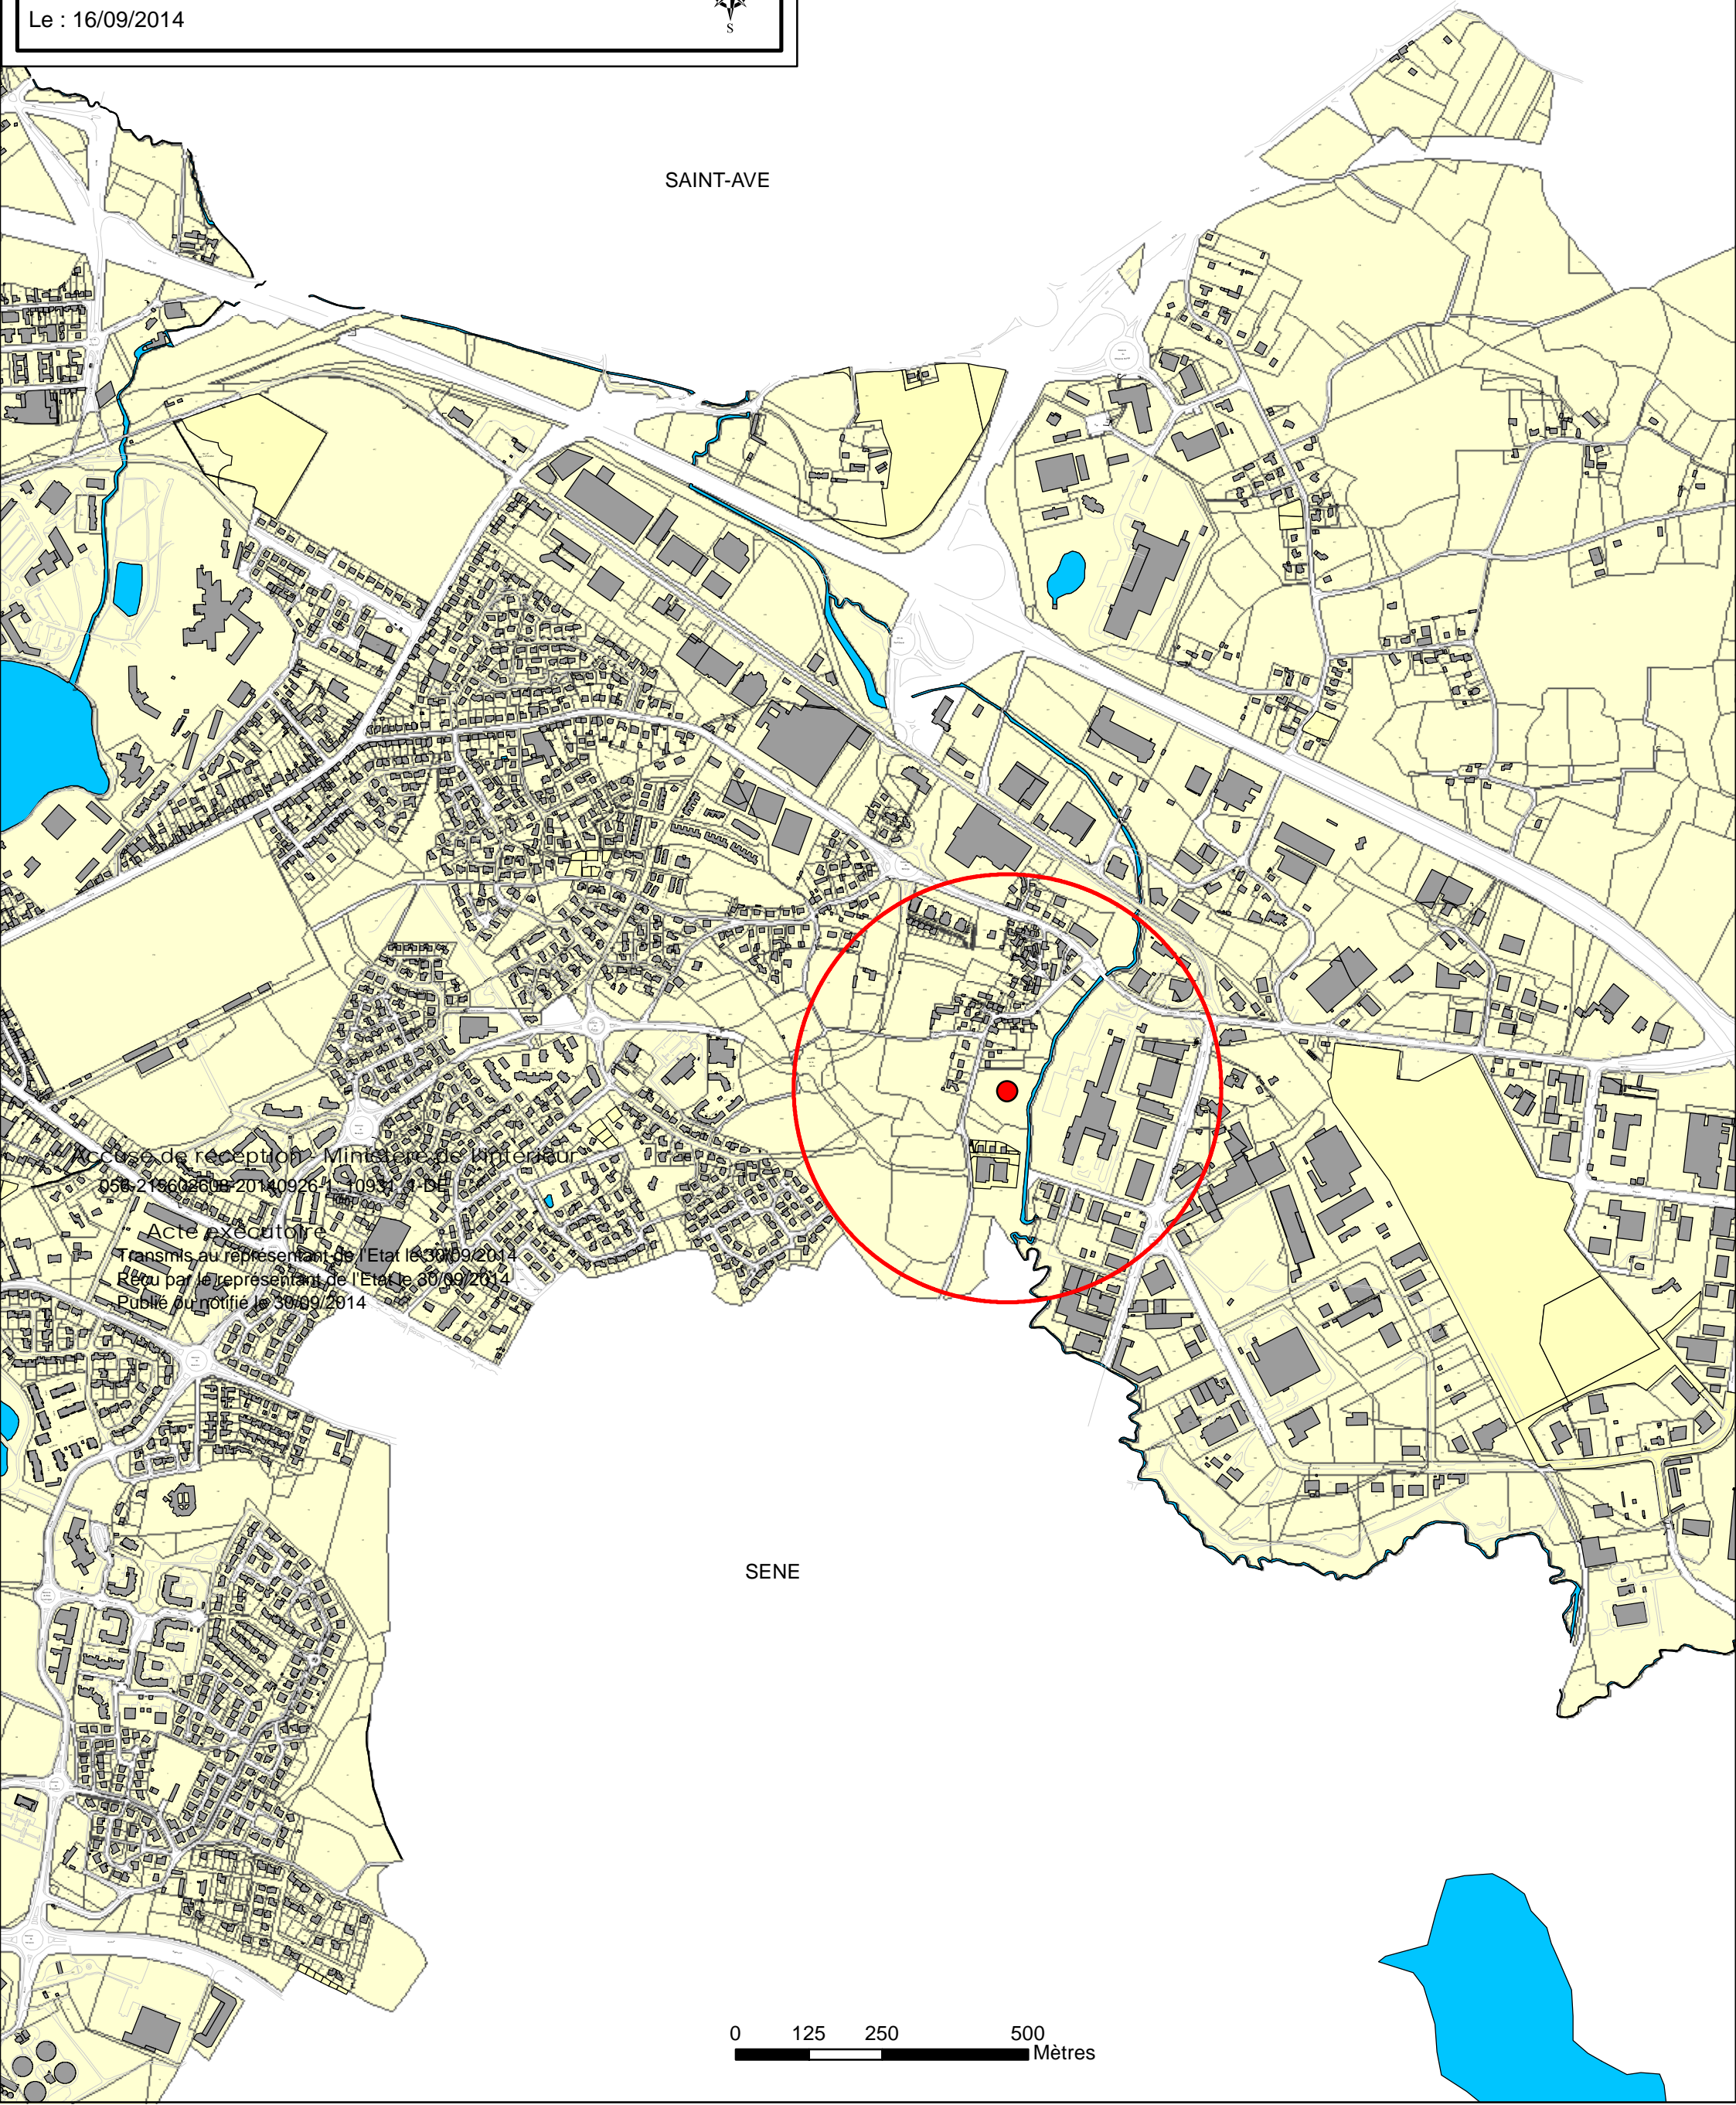 Le : 16/09/2014
S
SAINT-AVE
Accusé de réception - Ministère de l'intérieur
056-215602608-20140926-1_10931_1-DE
Acte exécutoire
Transmis au représentant de l'Etat le 30/09/2014
Reçu par le représentant de l'Etat le 30/09/2014
Publié ou notifié le 30/09/2014
SENE
0 125 250 500
Mètres